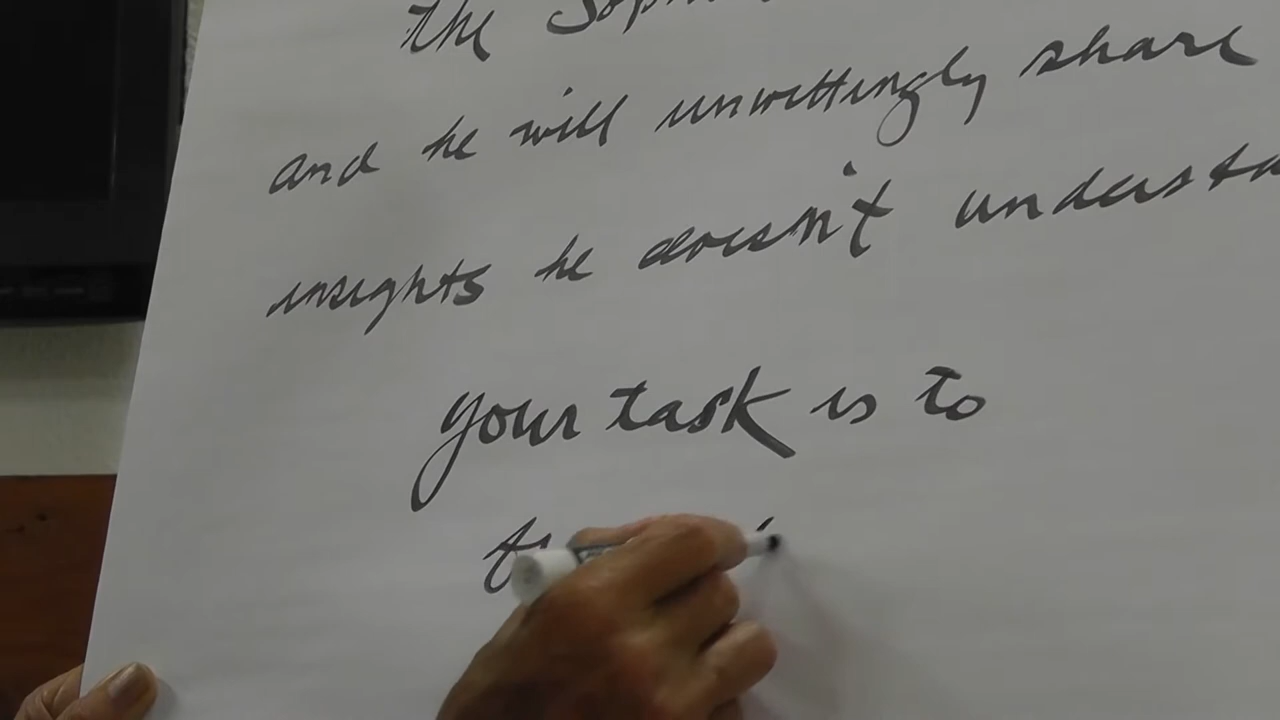 the
and he will unwittingly share
insights he doesn't
your task is to